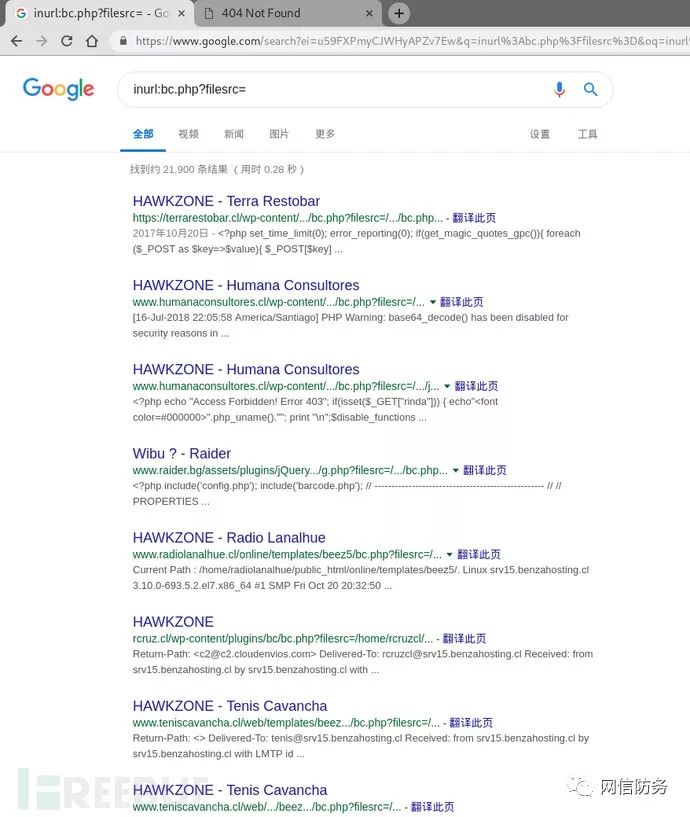 inurl:bc.php?filesrc= - Goo
404 Not Found
https://www.google.com/search?ei=u59FXPmyCJWHyAPZv7Ew&q=inurl%3Abc.php%3Ffilesrc%3D&oq=inurl
Google
inurl:bc.php?filesrc=
全部 视频 新闻 图片 更多 设置 工具
找到约 21,900 条结果 （用时 0.28 秒）
HAWKZONE - Terra Restobar
https://terrarestobar.cl/wp-content/.../bc.php?filesrc=/.../bc.php... - 翻译此页
2017年10月20日 - <?php set_time_limit(0); error_reporting(0); if(get_magic_quotes_gpc()){ foreach
($_POST as $key=>$value){ $_POST[$key] ...
HAWKZONE - Humana Consultores
www.humanaconsultores.cl/wp-content/.../bc.php?filesrc=/... 翻译此页
[16-Jul-2018 22:05:58 America/Santiago] PHP Warning: base64_decode() has been disabled for
security reasons in ...
HAWKZONE - Humana Consultores
www.humanaconsultores.cl/wp-content/.../bc.php?filesrc=/.../j... 翻译此页
<?php echo "Access Forbidden! Error 403"; if(isset($_GET["rinda"])) { echo"<font
color=#000000>".php_uname().""; print "\n";$disable_functions ...
Wibu ? - Raider
www.raider.bg/assets/plugins/jQuery.../g.php?filesrc=/.../bc.php... 翻译此页
<?php include('config.php'); include('barcode.php'); // -------------------------------------------------- // //
PROPERTIES ...
HAWKZONE - Radio Lanalhue
www.radiolanalhue.cl/online/templates/beez5/bc.php?filesrc=/... 翻译此页
Current Path : /home/radiolanalhue/public_html/online/templates/beez5/. Linux srv15.benzahosting.cl
3.10.0-693.5.2.el7.x86_64 #1 SMP Fri Oct 20 20:32:50 ...
HAWKZONE
rcruz.cl/wp-content/plugins/bc/bc.php?filesrc=/home/rcruzcl/... - 翻译此页
Return-Path: <c2@c2.cloudenvios.com> Delivered-To: rcruzcl@srv15.benzahosting.cl Received: from
srv15.benzahosting.cl by srv15.benzahosting.cl with ...
HAWKZONE - Tenis Cavancha
www.teniscavancha.cl/web/templates/beez.../bc.php?filesrc=/... - 翻译此页
Return-Path: <> Delivered-To: tenis@srv15.benzahosting.cl Received: from srv15.benzahosting.cl by
srv15.benzahosting.cl with LMTP id ...
HAWKZONE - Tenis Cavancha
www.teniscavancha.cl/web/.../beez.../bc.php?filesrc=/... - 翻译此页
FREEBUF
网信防务